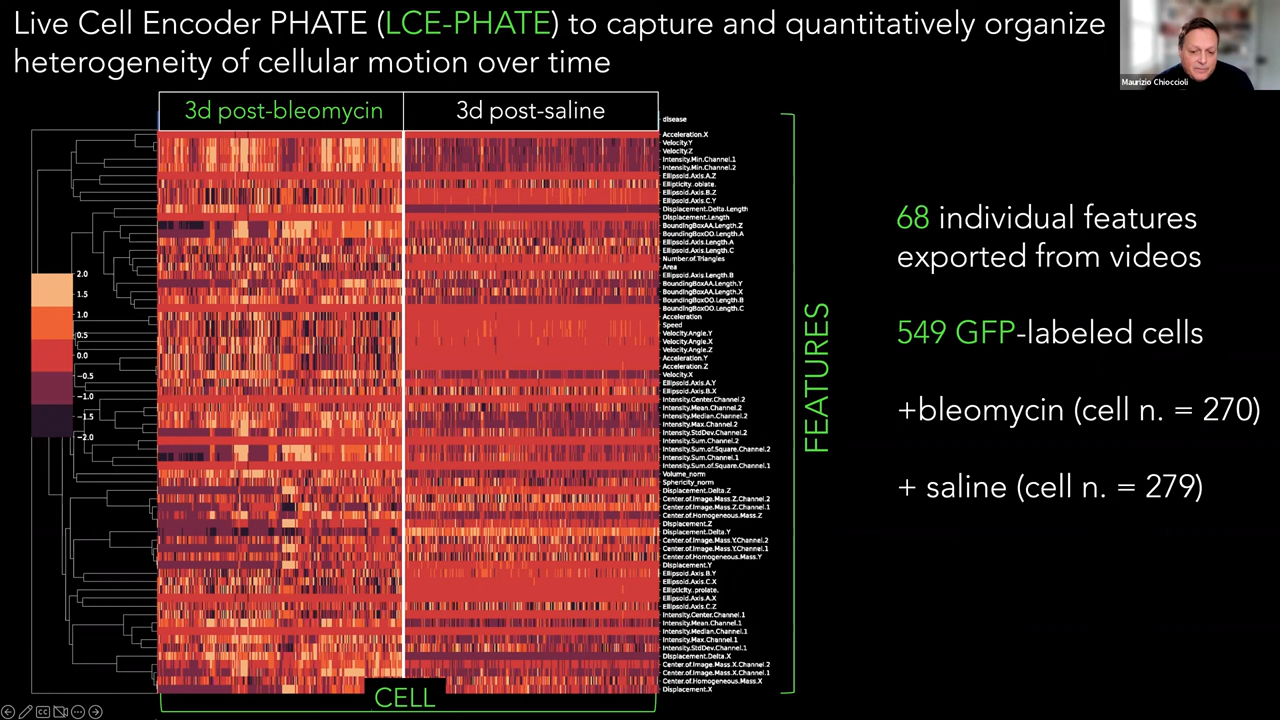 Live Cell Encoder PHATE (LCE-PHATE) to capture and quantitatively organize
heterogeneity of cellular motion over time
Maurizio Chioccioli
3d post-bleomycin
3d post-saline
disease
Acceleration.X
Velocity.Y
Velocity.Z
Intensity.Min.Channel.1
Intensity.Min.Channel.2
Ellipsoid.Axis.A.Z
Ellipticity_oblate.
Ellipsoid.Axis.B.Z
Ellipsoid.Axis.C.Y
Displacement.Delta.Length
Displacement.Length
BoundingBoxAA.Length.Z
BoundingBoxOO.Length.A
Ellipsoid.Axis.Length.A
Ellipsoid.Axis.Length.C
Number.of.Triangles
Area
Ellipsoid.Axis.Length.B
BoundingBoxAA.Length.Y
BoundingBoxAA.Length.X
BoundingBoxOO.Length.B
BoundingBoxOO.Length.C
Acceleration
Speed
Velocity.Angle.Y
Velocity.Angle.X
Velocity.Angle.Z
Acceleration.Y
Acceleration.Z
Velocity.X
Ellipsoid.Axis.A.Y
Ellipsoid.Axis.B.X
Intensity.Center.Channel.2
Intensity.Mean.Channel.2
Intensity.Median.Channel.2
Intensity.Max.Channel.2
Intensity.StdDev.Channel.2
Intensity.Sum.Channel.2
Intensity.Sum.of.Square.Channel.2
Intensity.Sum.Channel.1
Intensity.Sum.of.Square.Channel.1
Volume_norm
Sphericity_norm
Displacement.Delta.Z
Center.of.Image.Mass.Z.Channel.2
Center.of.Image.Mass.Z.Channel.1
Center.of.Homogeneous.Mass.Z
Displacement.Z
Displacement.Delta.Y
Center.of.Image.Mass.Y.Channel.2
Center.of.Image.Mass.Y.Channel.1
Center.of.Homogeneous.Mass.Y
Displacement.Y
Ellipsoid.Axis.B.Y
Ellipsoid.Axis.C.X
Ellipticity_prolate.
Ellipsoid.Axis.A.X
Ellipsoid.Axis.C.Z
Intensity.Center.Channel.1
Intensity.Mean.Channel.1
Intensity.Median.Channel.1
Intensity.Max.Channel.1
Intensity.StdDev.Channel.1
Displacement.Delta.X
Center.of.Image.Mass.X.Channel.2
Center.of.Image.Mass.X.Channel.1
Center.of.Homogeneous.Mass.X
Displacement.X
2.0
1.5
1.0
0.5
0.0
−0.5
−1.0
−1.5
−2.0
CELL
FEATURES
68 individual features
exported from videos
549 GFP-labeled cells
+bleomycin (cell n. = 270)
+ saline (cell n. = 279)